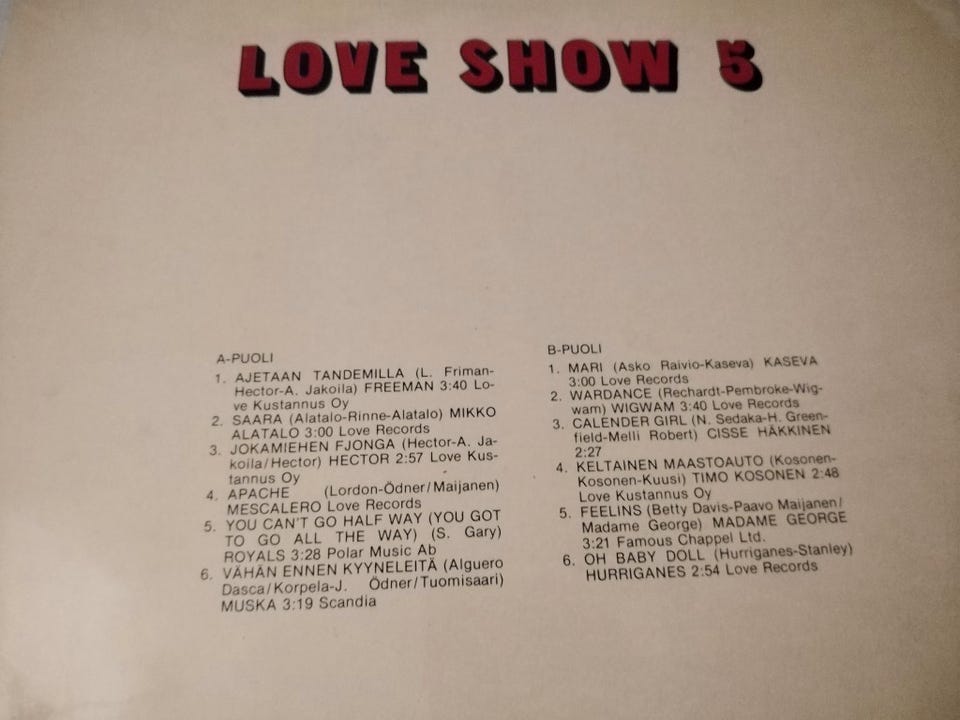 LOVE SHOW 5
A-PUOLI
1. AJETAAN TANDEMILLA (L. Friman-
Hector-A. Jakoila) FREEMAN 3:40 Lo-
ve Kustannus Oy
2. SAARA (Alatalo-Rinne-Alatalo) MIKKO
ALATALO 3:00 Love Records
3. JOKAMIEHEN FJONGA (Hector-A. Ja-
koila/Hector) HECTOR 2:57 Love Kus-
tannus Oy
4. APACHE (Lordon-Ödner/Maijanen)
MESCALERO Love Records
5. YOU CAN'T GO HALF WAY (YOU GOT
TO GO ALL THE WAY) (S. Gary)
ROYALS 3:28 Polar Music Ab
6. VÄHÄN ENNEN KYYNELEITÄ (Alguero
Dasca/Korpela-J. Ödner/Tuomisaari)
MUSKA 3:19 Scandia
B-PUOLI
1. MARI (Asko Raivio-Kaseva) KASEVA
3:00 Love Records
2. WARDANCE (Rechardt-Pembroke-Wig-
wam) WIGWAM 3:40 Love Records
3. CALENDER GIRL (N. Sedaka-H. Green-
field-Melli Robert) CISSE HÄKKINEN
2:27
4. KELTAINEN MAASTOAUTO (Kosonen-
Kosonen-Kuusi) TIMO KOSONEN 2:48
Love Kustannus Oy
5. FEELINS (Betty Davis-Paavo Maijanen/
Madame George) MADAME GEORGE
3:21 Famous Chappel Ltd.
6. OH BABY DOLL (Hurriganes-Stanley)
HURRIGANES 2:54 Love Records